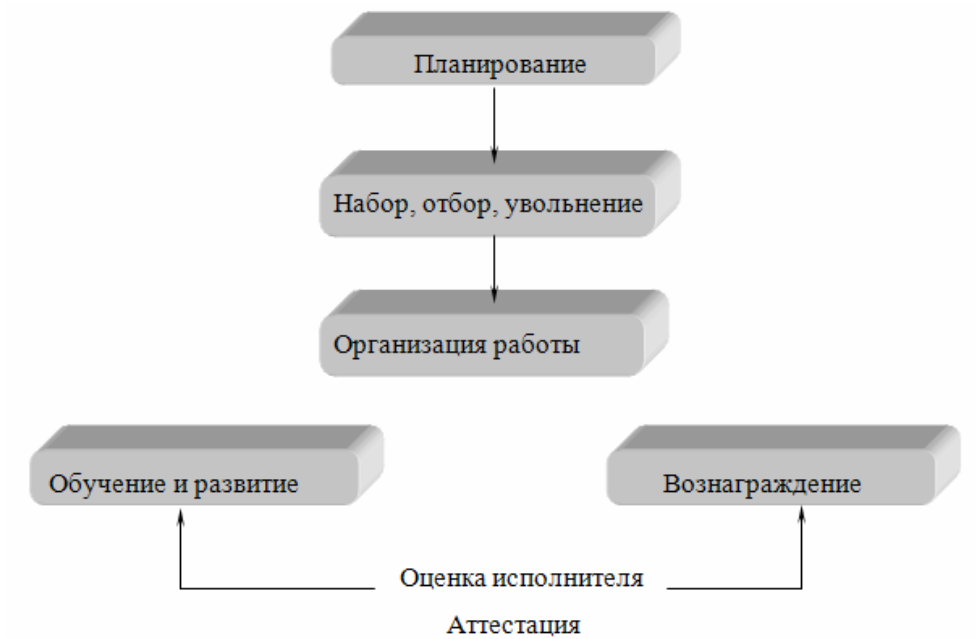 Планирование
Набор, отбор, увольнение
Организация работы
Обучение и развитие
Вознаграждение
Оценка исполнителя
Аттестация